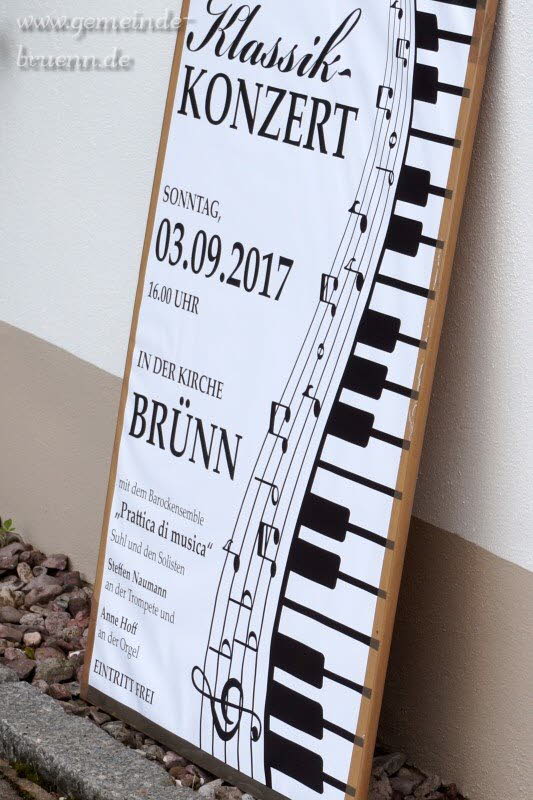 www.gemeinde-
bruenn.de
Klassik-
KONZERT
SONNTAG,
03.09.2017
16.00 UHR
IN DER KIRCHE
BRÜNN
mit dem Barockensemble
„Prattica di musica“
Suhl und den Solisten
Steffen Naumann
an der Trompete und
Anne Hoff
an der Orgel
EINTRITT FREI